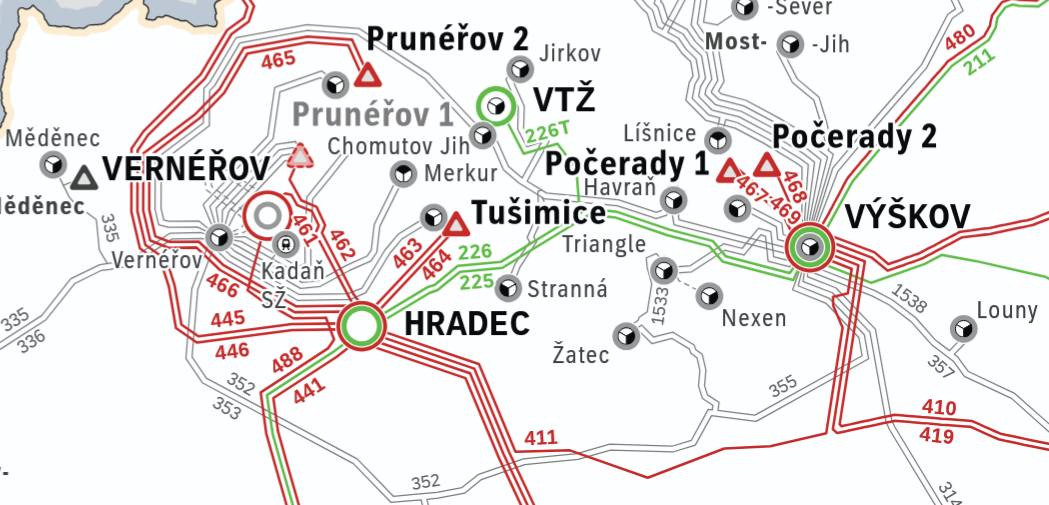 -Sever
Most-
-Jih
480
211
465
Prunéřov 2
Jirkov
VTŽ
Prunéřov 1
226T
Chomutov Jih
Líšnice
Počerady 2
Měděnec
VERNÉŘOV
Merkur
Počerady 1
Havraň
467
468
469
Tušimice
VÝŠKOV
335
461
462
463
464
226
225
Triangle
Vernéřov
Kadaň
SŽ
466
Stranná
1533
Nexen
1538
Louny
335
336
445
446
HRADEC
Žatec
488
441
352
353
355
357
410
419
411
352
314